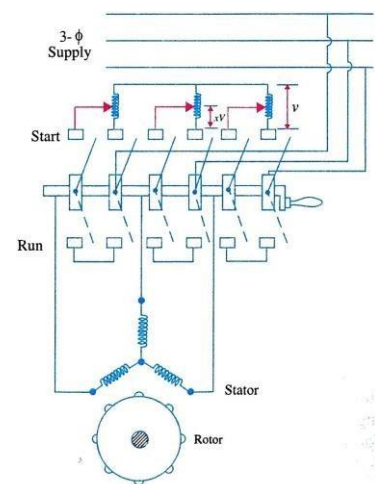 3- ϕ
Supply
v
xV
Start
Run
Stator
Rotor